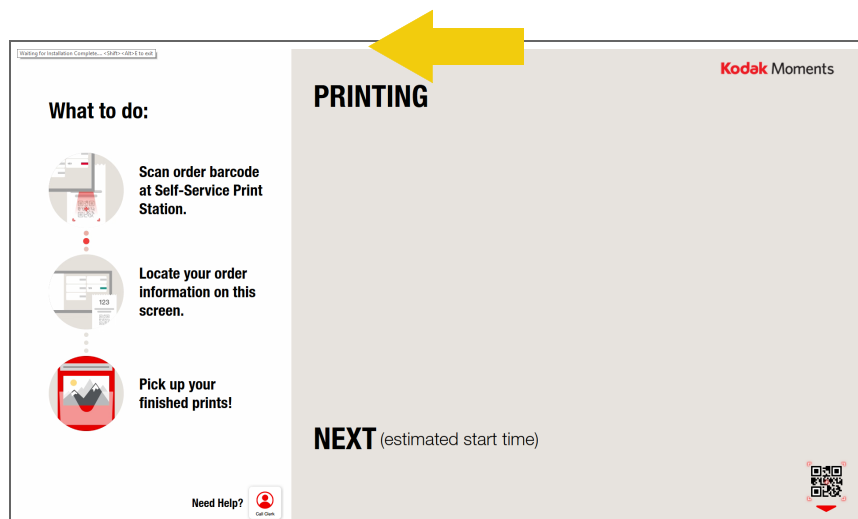 Waiting for Installation Complete... <Shift><Alt>E to exit
Kodak Moments
What to do:
Scan order barcode
at Self-Service Print
Station.
123
Locate your order
information on this
screen.
Pick up your
finished prints!
Need Help?
Call Clerk
PRINTING
NEXT (estimated start time)